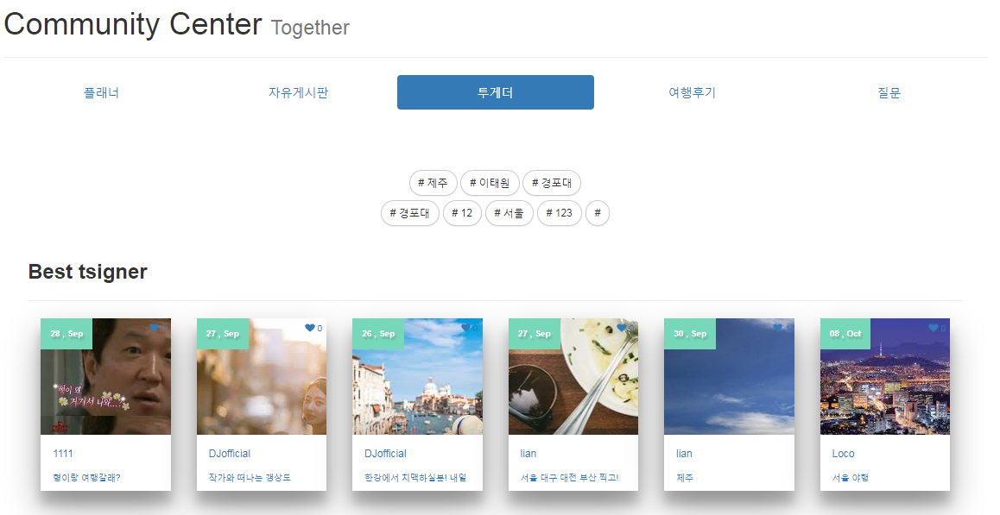 Community Center Together
플래너 자유게시판 투게더 여행후기 질문
# 제주 # 이태원 # 경포대
# 경포대 # 12 # 서울 # 123 #
Best tsigner
28 , Sep
형이 왜
거기서 나와...?
1111
형이랑 여행갈래?
27 , Sep 0
DJofficial
작가와 떠나는 갱상도
26 , Sep 0
DJofficial
한강에서 치맥하실분! 내일
27 , Sep
lian
서울 대구 대전 부산 찍고!
30 , Sep
lian
제주
08 , Oct 0
Loco
서울 야행